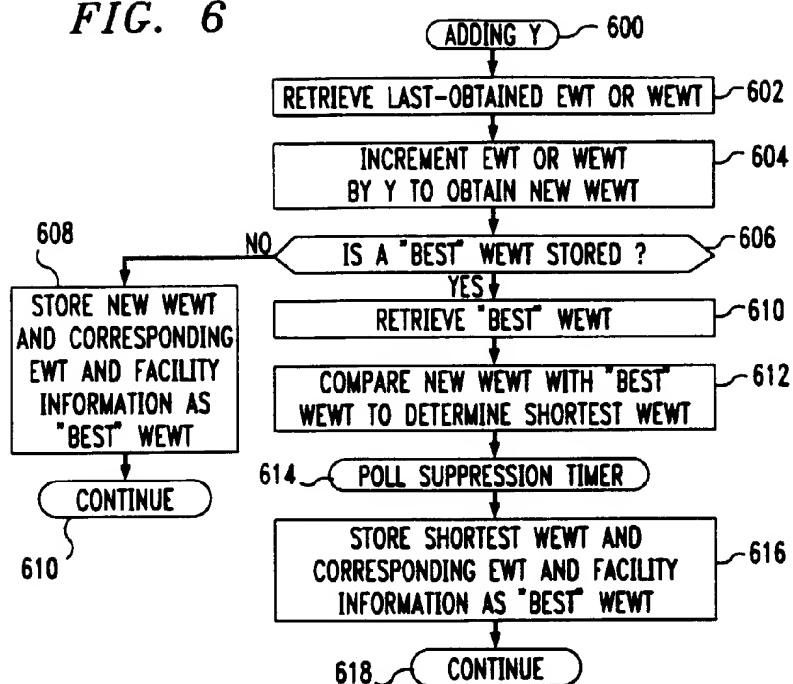 FIG. 6
ADDING Y
600
RETRIEVE LAST-OBTAINED EWT OR WEWT
602
INCREMENT EWT OR WEWT
BY Y TO OBTAIN NEW WEWT
604
IS A "BEST" WEWT STORED ?
606
NO
608
STORE NEW WEWT
AND CORRESPONDING
EWT AND FACILITY
INFORMATION AS
"BEST" WEWT
CONTINUE
610
YES
RETRIEVE "BEST" WEWT
610
COMPARE NEW WEWT WITH "BEST"
WEWT TO DETERMINE SHORTEST WEWT
612
614
POLL SUPPRESSION TIMER
STORE SHORTEST WEWT AND
CORRESPONDING EWT AND FACILITY
INFORMATION AS "BEST" WEWT
616
618
CONTINUE